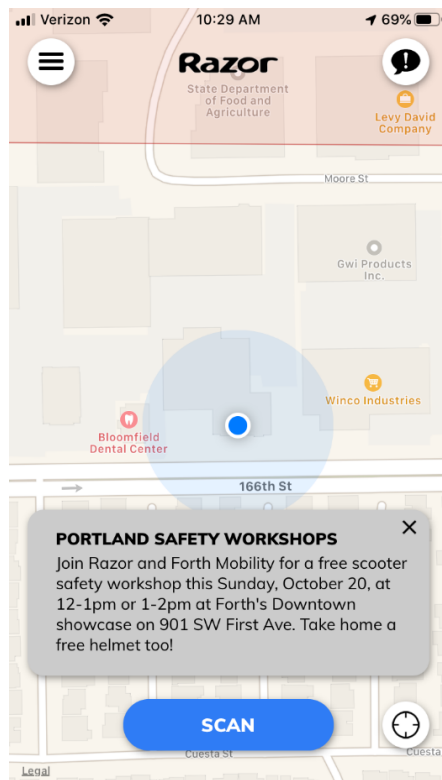 Verizon 10:29 AM 69%
Razor
State Department
of Food and
Agriculture
Levy David
Company
Moore St
Gwi Products
Inc.
Winco Industries
Bloomfield
Dental Center
166th St
PORTLAND SAFETY WORKSHOPS
Join Razor and Forth Mobility for a free scooter
safety workshop this Sunday, October 20, at
12-1pm or 1-2pm at Forth's Downtown
showcase on 901 SW First Ave. Take home a
free helmet too!
SCAN
Cuesta St
Cuesta
Legal